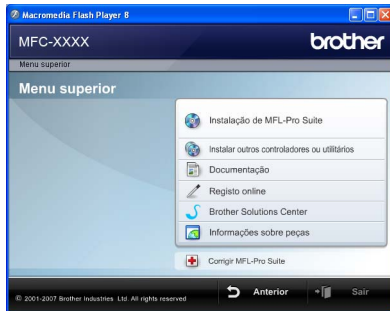 Macromedia Flash Player 8
MFC-XXXX
brother
Menu superior
Menu superior
Instalação de MFL-Pro Suite
Instalar outros controladores ou utilitários
Documentação
Registo online
Brother Solutions Center
Informações sobre peças
Corrigir MFL-Pro Suite
© 2001-2007 Brother Industries Ltd. All rights reserved
Anterior
Sair